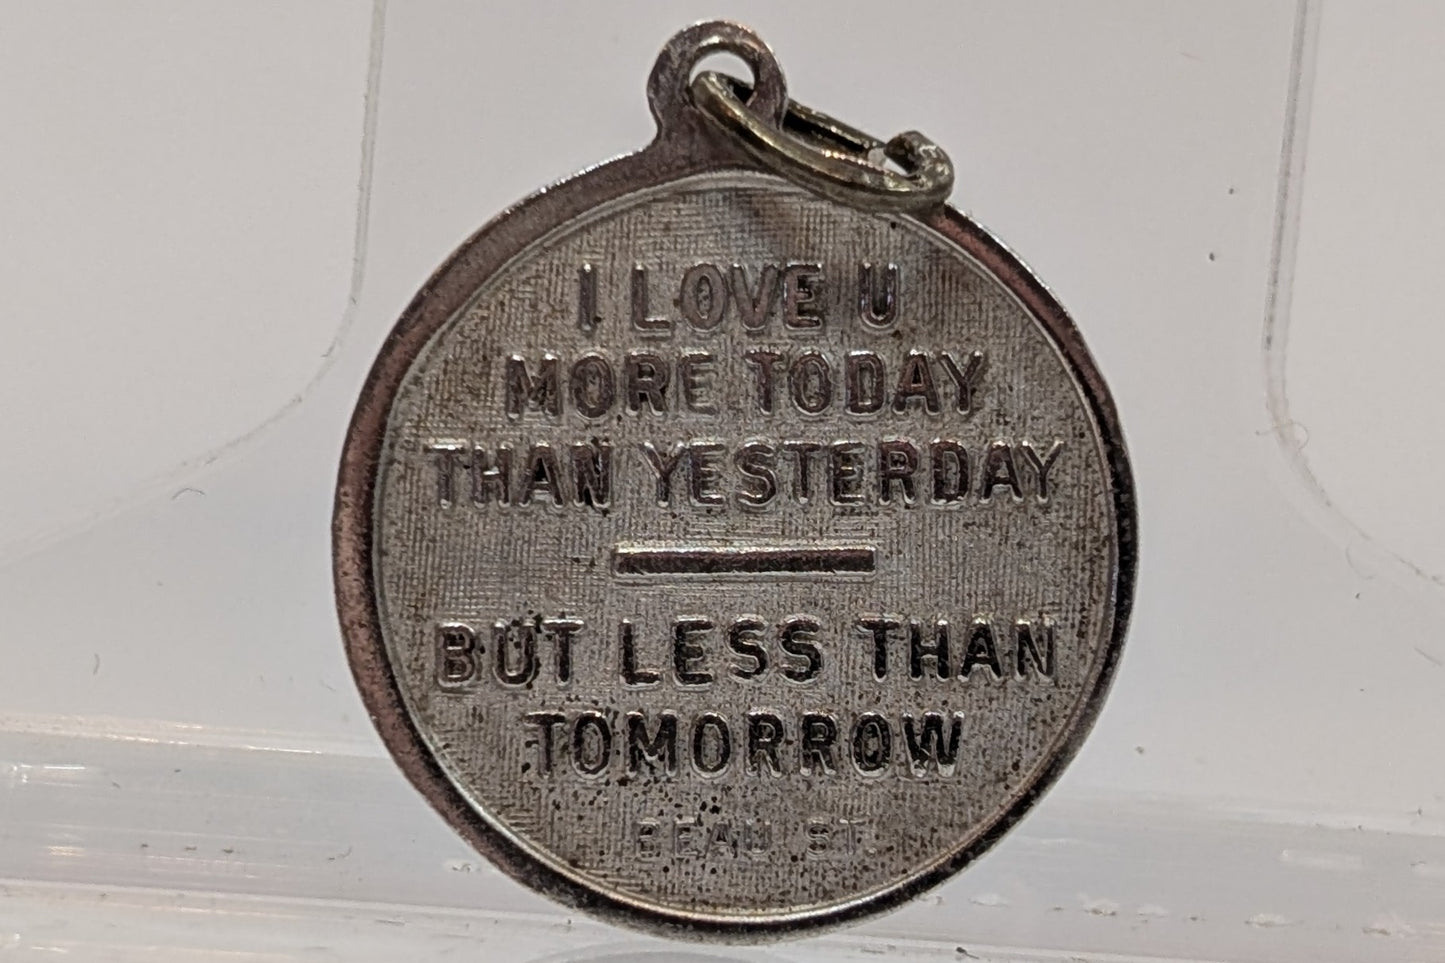 I LOVE U
MORE TODAY
THAN YESTERDAY
BUT LESS THAN
TOMORROW
BEAU ST.